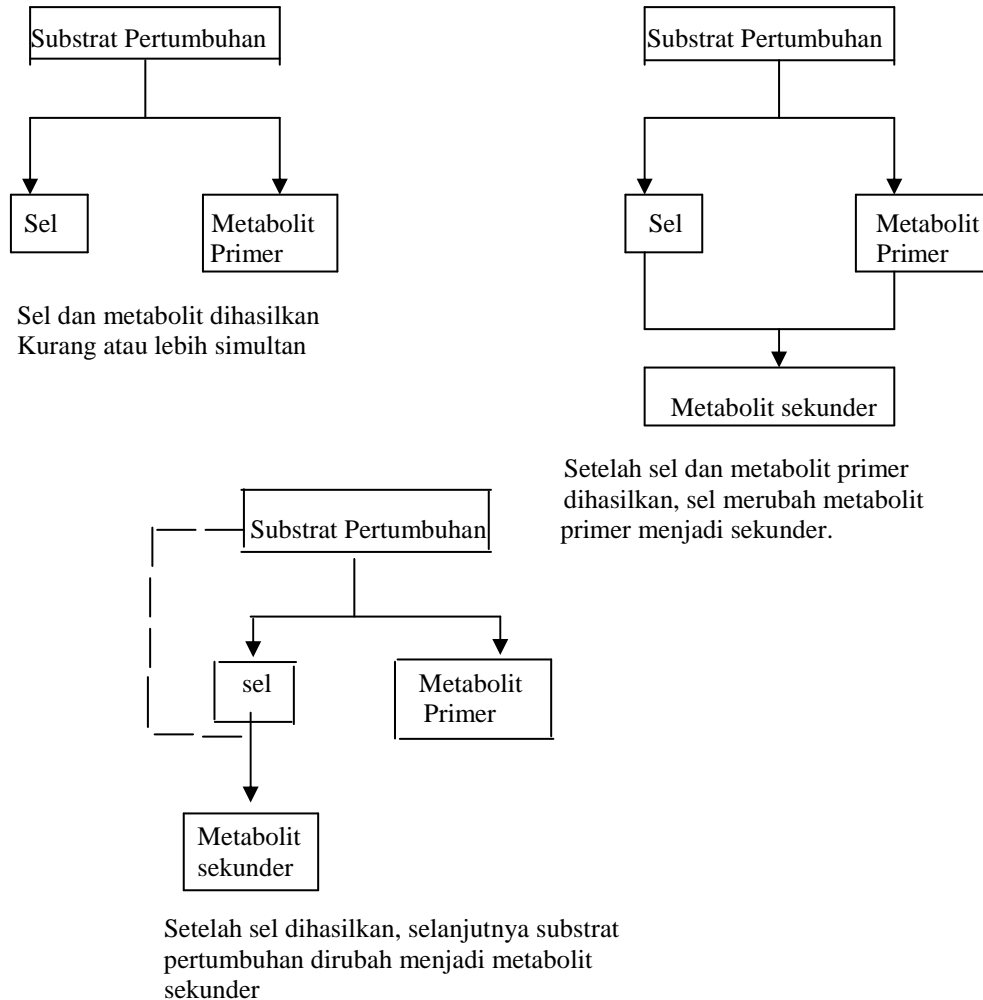 Substrat Pertumbuhan
Sel
Metabolit
Primer
Sel dan metabolit dihasilkan
Kurang atau lebih simultan
Substrat Pertumbuhan
Sel
Metabolit
Primer
Metabolit sekunder
Setelah sel dan metabolit primer
dihasilkan, sel merubah metabolit
primer menjadi sekunder.
Substrat Pertumbuhan
sel
Metabolit
Primer
Metabolit
sekunder
Setelah sel dihasilkan, selanjutnya substrat
pertumbuhan dirubah menjadi metabolit
sekunder